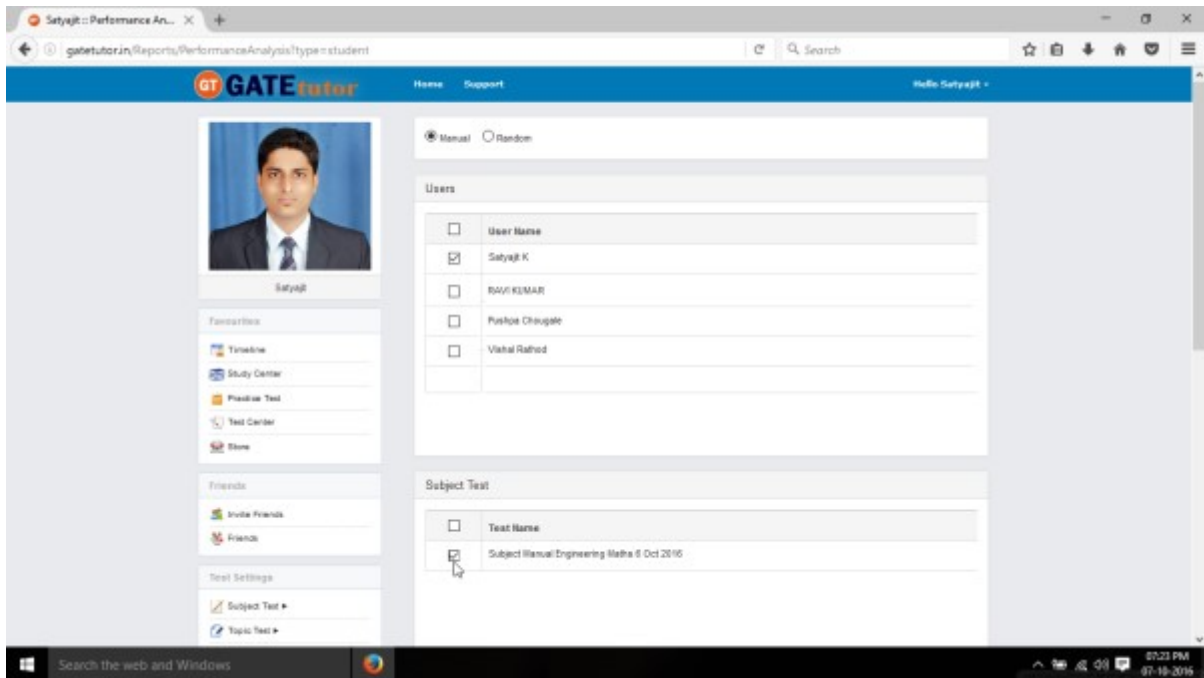 Satyajit :: Performance An...
gatetutor.in/Reports/PerformanceAnalysis?type=student
Search
GT GATEtutor
Home Support
Hello Satyajit
Manual Random
Users
User Name
Satyajit K
RAVI KUMAR
Pushpa Chougale
Vishal Rathod
Satyajit
Favourites
Timeline
Study Center
Practise Test
Test Center
Store
Friends
Invite Friends
Friends
Test Settings
Subject Test
Topic Test
Subject Test
Test Name
Subject Manual Engineering Maths 6 Oct 2016
Search the web and Windows
07:23 PM
07-10-2016